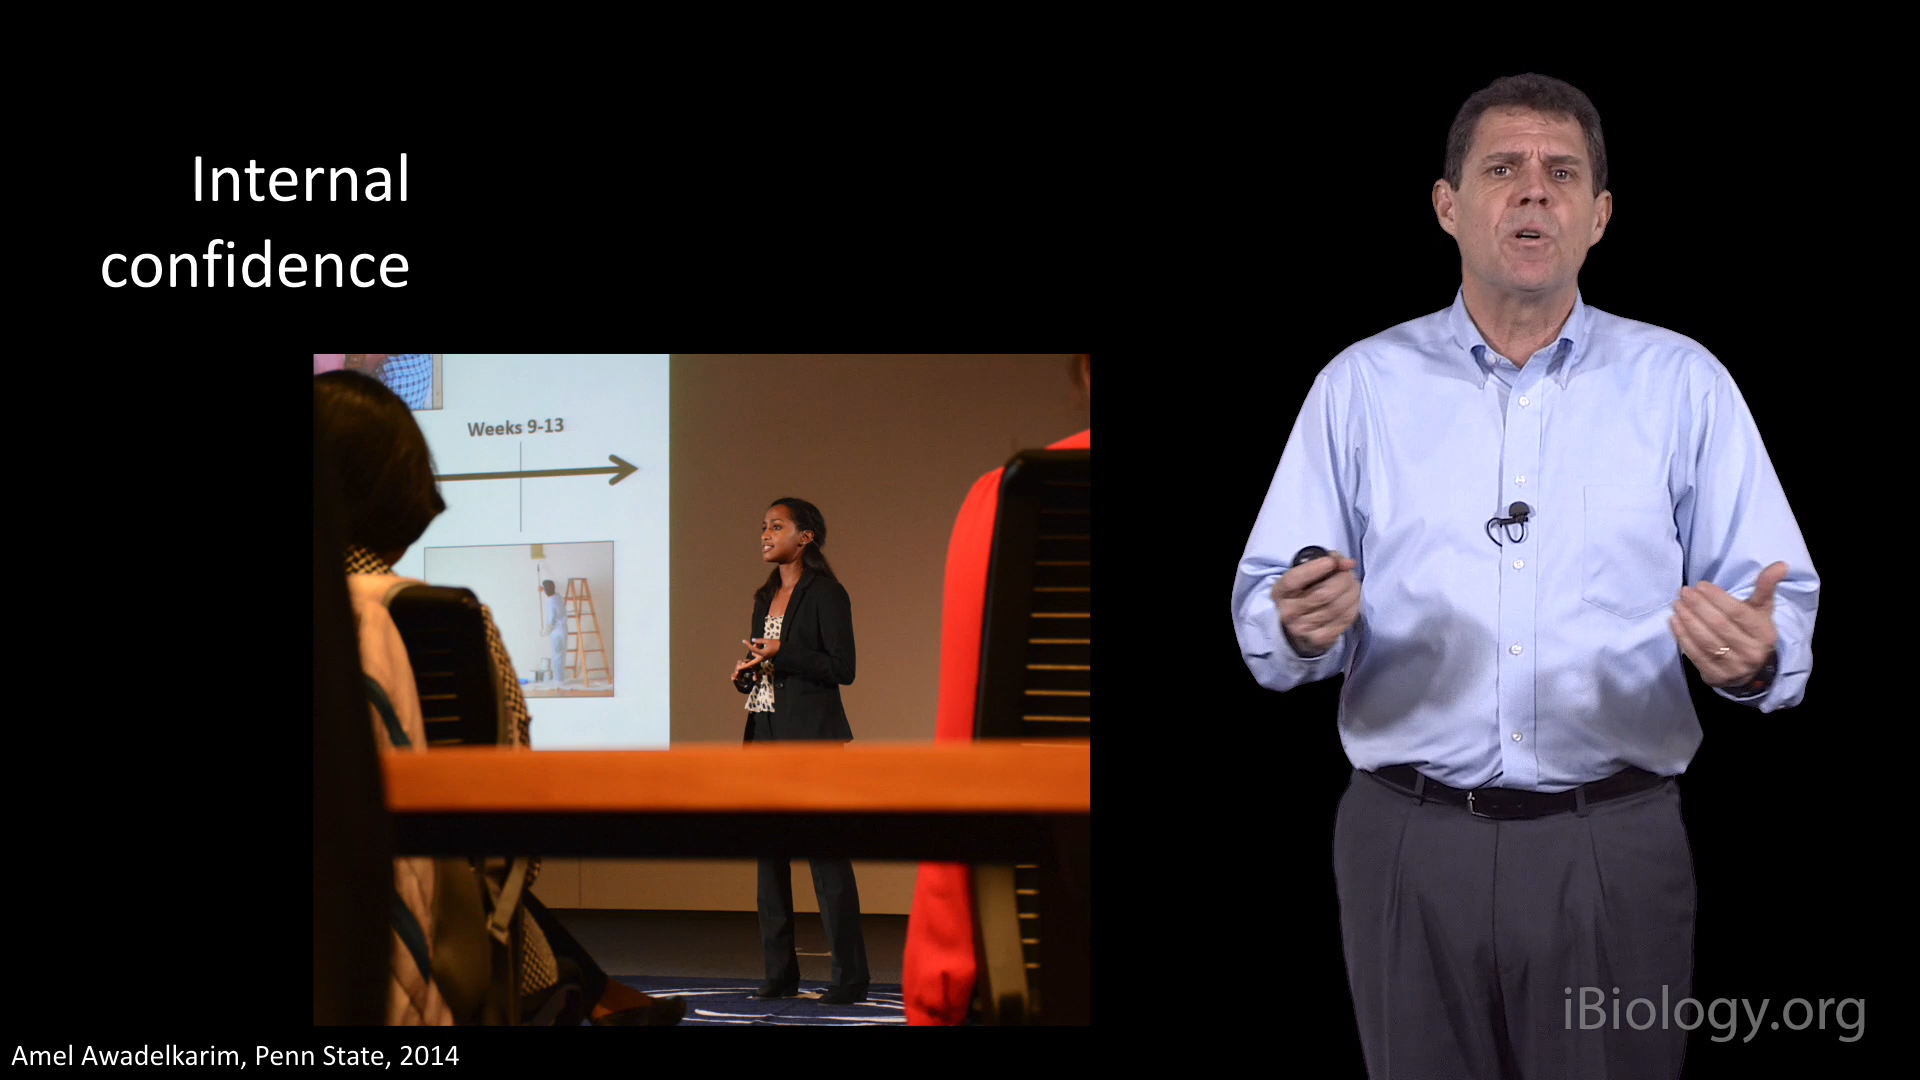 Internal
confidence
Weeks 9-13
iBiology.org
Amel Awadelkarim, Penn State, 2014